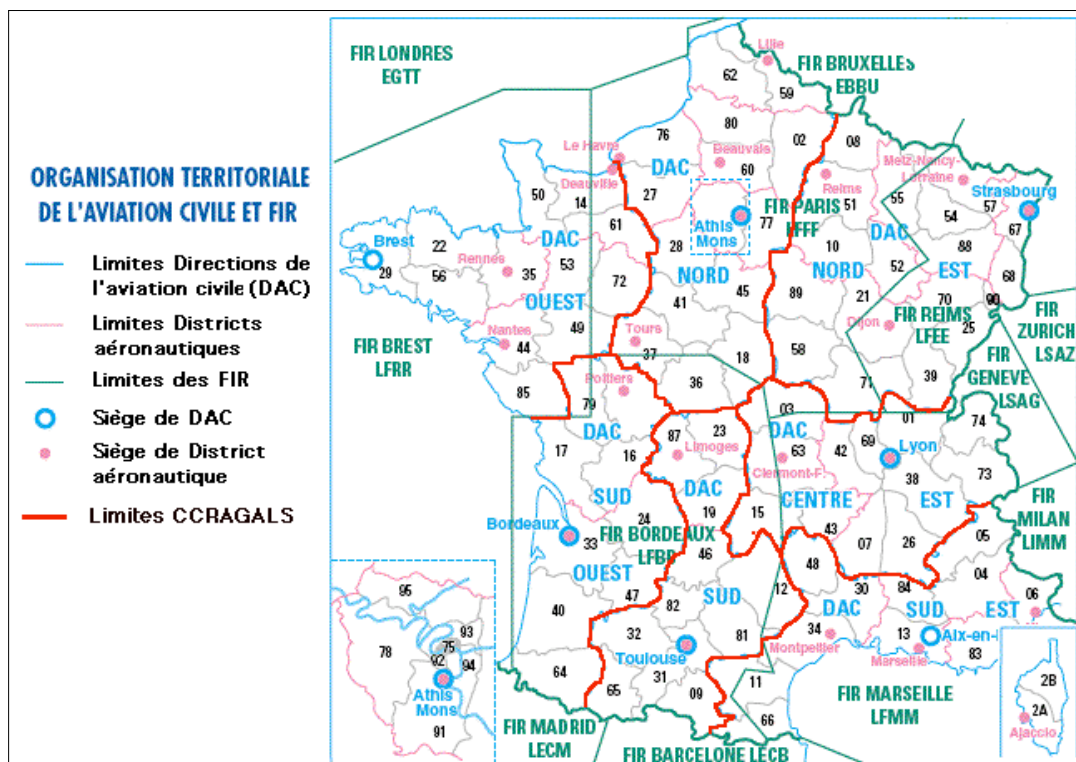 ORGANISATION TERRITORIALE
DE L'AVIATION CIVILE ET FIR
Limites Directions de
l'aviation civile (DAC)
Limites Districts
aéronautiques
Limites des FIR
Siège de DAC
Siège de District
aéronautique
Limites CCRAGALS
FIR LONDRES
EGTT
Lille
FIR BRUXELLES
EBBU
62
59
80
76
02
08
Le Havre
DAC
Beauvais
60
Metz-Nancy-
Lorraine
Deauville
27
Reims
Strasbourg
50
14
51
55
57
61
FIR PARIS
LFFF
77
54
67
Athis
Mons
Brest
22
DAC
28
10
DAC
88
29
56
Rennes
35
53
NORD
NORD
52
EST
68
OUEST
72
41
45
89
21
70
90
Dijon
FIR REIMS
LFEE
25
FIR
ZURICH
LSAZ
49
Nantes
44
Tours
37
18
58
FIR BREST
LFRR
71
39
FIR
GENEVE
LSAG
85
79
Poitiers
36
03
01
74
17
DAC
87
23
DAC
69
Lyon
16
Limoges
63
42
Clermont-F.
38
73
SUD
DAC
CENTRE
EST
24
19
15
FIR
MILAN
LIMM
Bordeaux
33
FIR BORDEAUX
43
46
07
26
05
OUEST
48
04
47
12
30
84
06
40
82
SUD
DAC
SUD
EST
32
81
34
13
Toulouse
Montpellier
Marseille
83
64
31
65
09
11
66
FIR MARSEILLE
LFMM
FIR MADRID
LECM
FIR BARCELONE LECB
95
78
93
75
92
94
Athis
Mons
91
2B
2A
Ajaccio